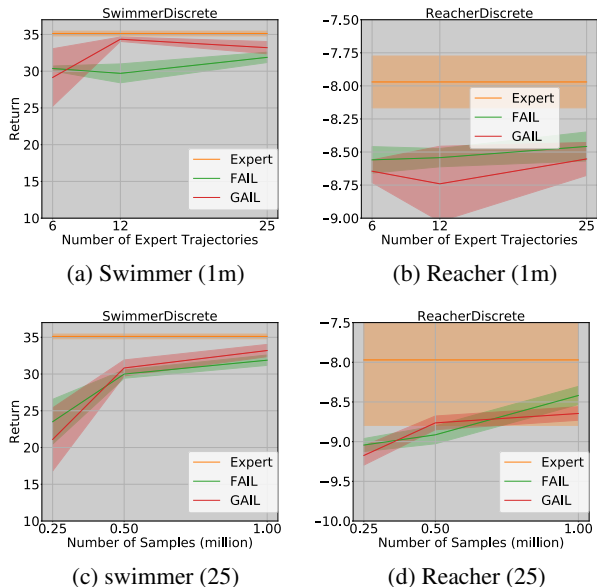 SwimmerDiscrete
35
30
25
20
15
10
Return
Expert
FAIL
GAIL
6
12
25
Number of Expert Trajectories
(a) Swimmer (1m)
ReacherDiscrete
−7.50
−7.75
−8.00
−8.25
−8.50
−8.75
−9.00
Expert
FAIL
GAIL
6
12
25
Number of Expert Trajectories
(b) Reacher (1m)
SwimmerDiscrete
35
30
25
20
15
10
Return
Expert
FAIL
GAIL
0.25
0.50
1.00
Number of Samples (million)
(c) swimmer (25)
ReacherDiscrete
−7.5
−8.0
−8.5
−9.0
−9.5
−10.0
Expert
FAIL
GAIL
0.25
0.50
1.00
Number of Samples (million)
(d) Reacher (25)